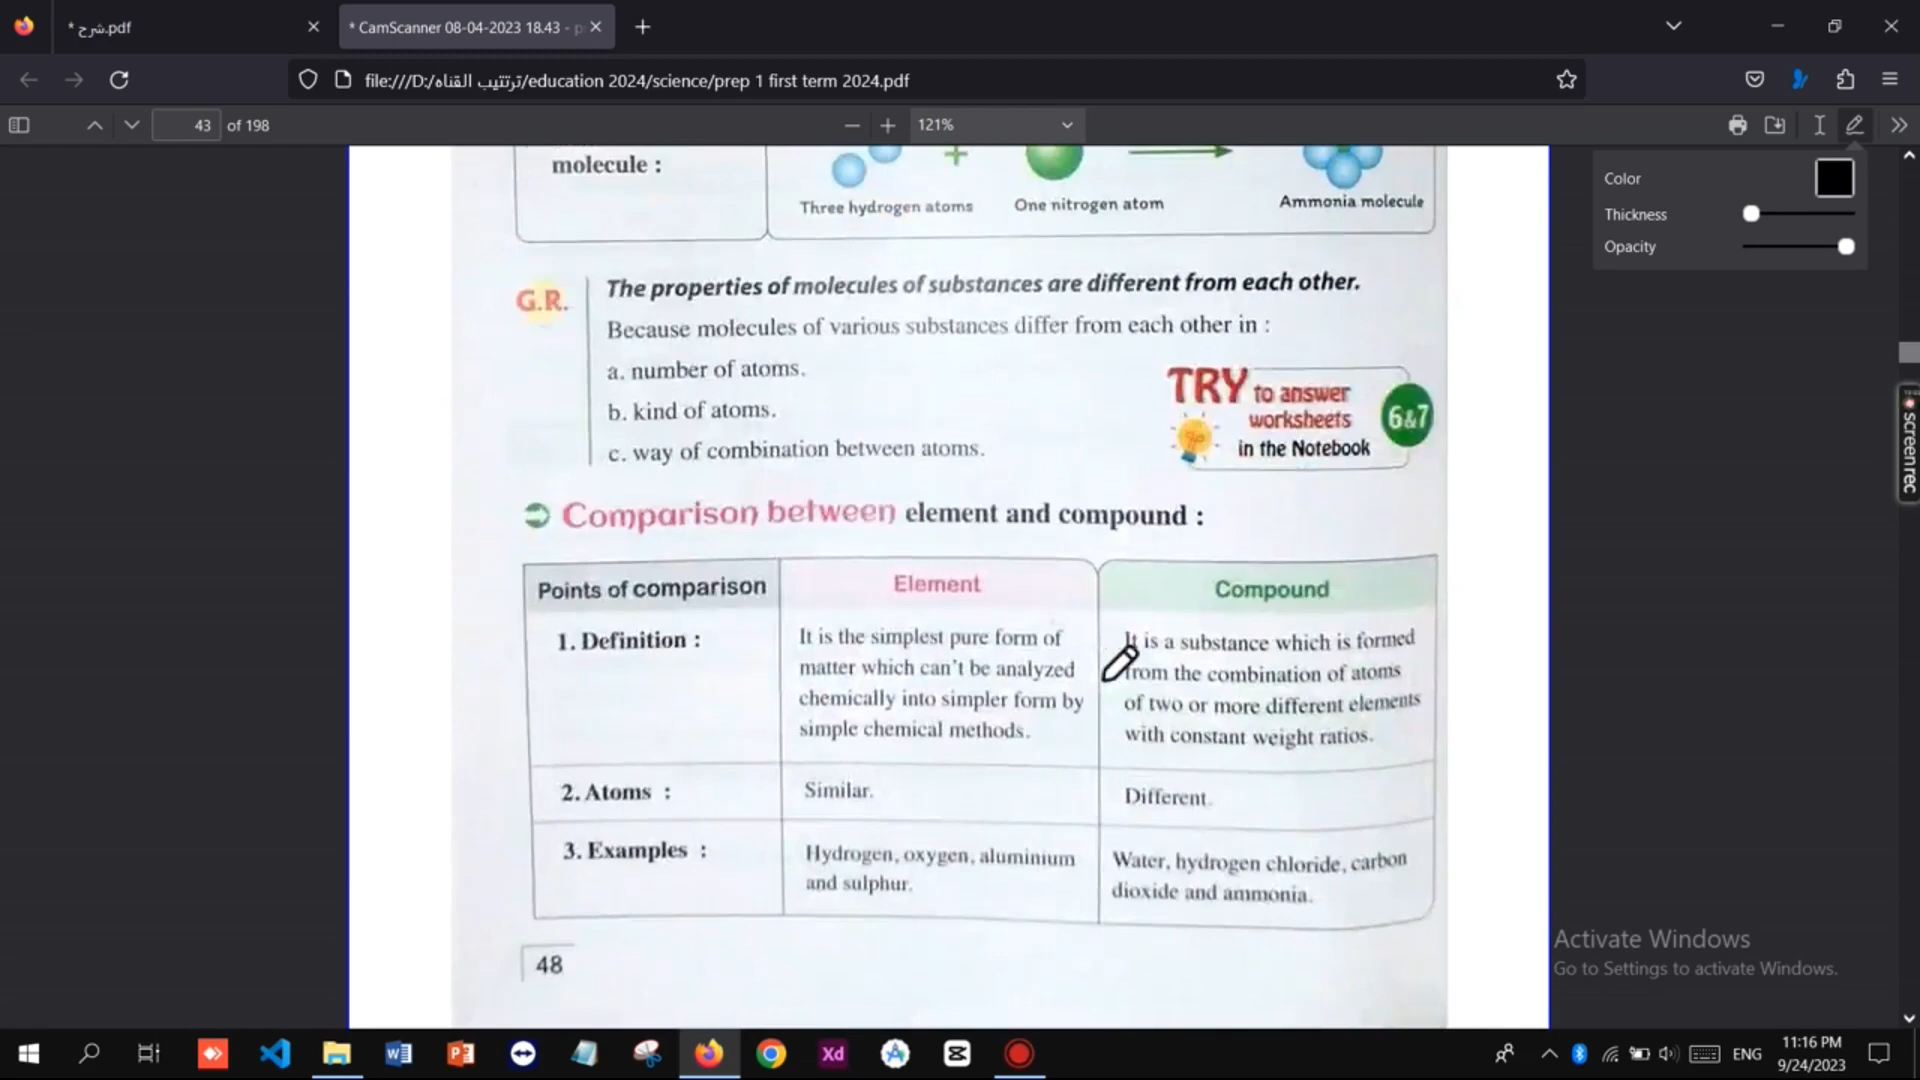 * شرح.pdf
* CamScanner 08-04-2023 18.43 - p
file:///D:/ترتتيب القناه/education 2024/science/prep 1 first term 2024.pdf
43 of 198
121%
Color
Thickness
Opacity
molecule :
Three hydrogen atoms
One nitrogen atom
Ammonia molecule
G.R.
The properties of molecules of substances are different from each other.
Because molecules of various substances differ from each other in :
a. number of atoms.
b. kind of atoms.
c. way of combination between atoms.
TRY to answer
worksheets
in the Notebook
6&7
Comparison between element and compound :
Points of comparison
Element
Compound
1. Definition :
It is the simplest pure form of
matter which can't be analyzed
chemically into simpler form by
simple chemical methods.
It is a substance which is formed
from the combination of atoms
of two or more different elements
with constant weight ratios.
2. Atoms :
Similar.
Different.
3. Examples :
Hydrogen, oxygen, aluminium
and sulphur.
Water, hydrogen chloride, carbon
dioxide and ammonia.
48
screenrec
Activate Windows
Go to Settings to activate Windows.
Xd
ENG
11:16 PM
9/24/2023